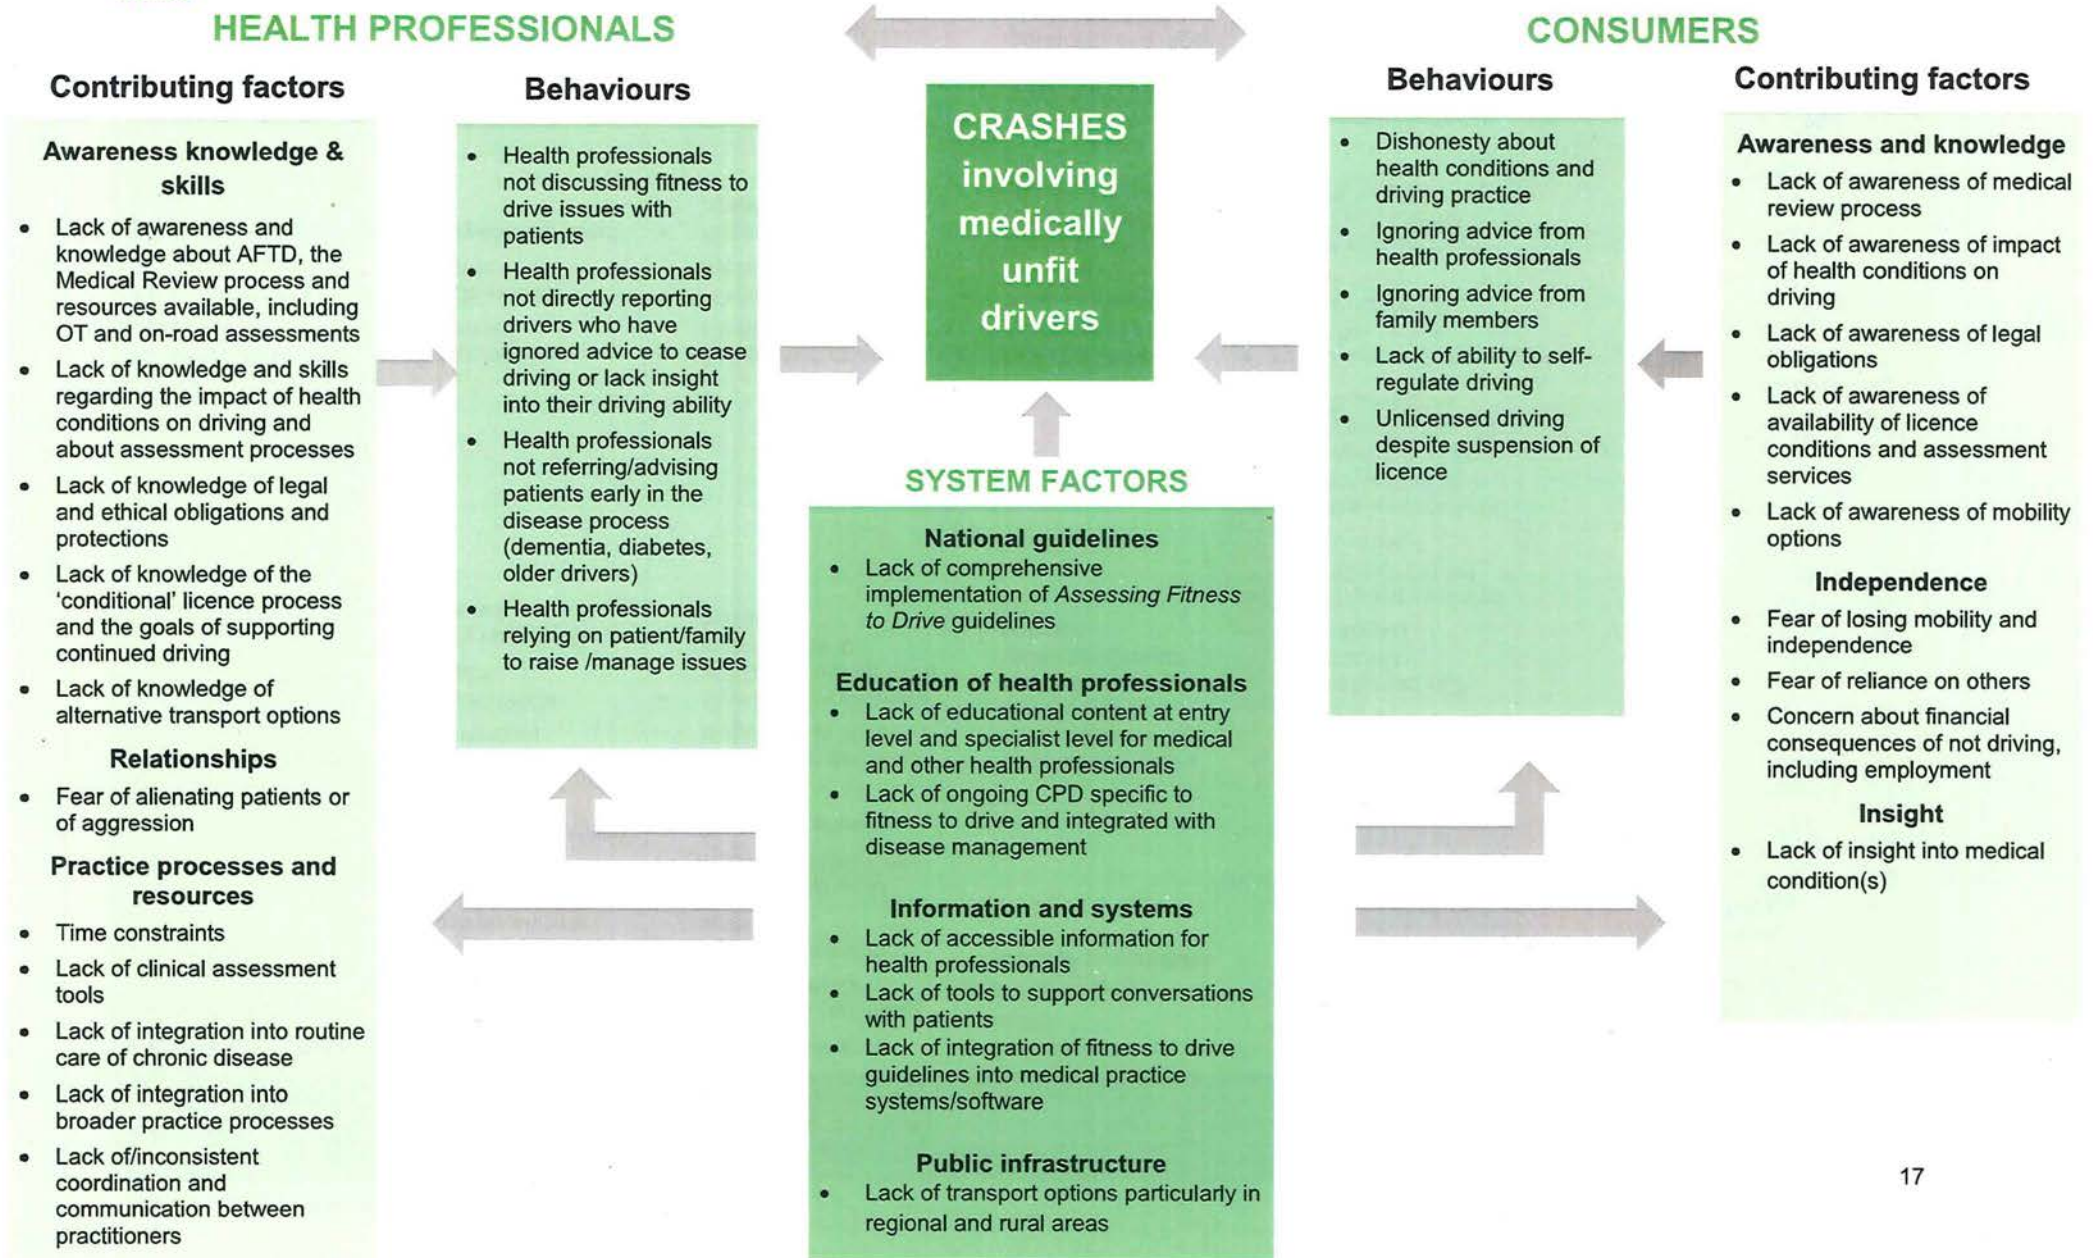 HEALTH PROFESSIONALS
Contributing factors
Awareness knowledge &
skills
• Lack of awareness and
knowledge about AFTD, the
Medical Review process and
resources available, including
OT and on-road assessments
• Lack of knowledge and skills
regarding the impact of health
conditions on driving and
about assessment processes
• Lack of knowledge of legal
and ethical obligations and
protections
• Lack of knowledge of the
'conditional' licence process
and the goals of supporting
continued driving
• Lack of knowledge of
alternative transport options
Relationships
• Fear of alienating patients or
of aggression
Practice processes and
resources
• Time constraints
• Lack of clinical assessment
tools
• Lack of integration into routine
care of chronic disease
• Lack of integration into
broader practice processes
• Lack of/inconsistent
coordination and
communication between
practitioners
Behaviours
• Health professionals
not discussing fitness to
drive issues with
patients
• Health professionals
not directly reporting
drivers who have
ignored advice to cease
driving or lack insight
into their driving ability
• Health professionals
not referring/advising
patients early in the
disease process
(dementia, diabetes,
older drivers)
• Health professionals
relying on patient/family
to raise /manage issues
CRASHES
involving
medically
unfit
drivers
SYSTEM FACTORS
National guidelines
• Lack of comprehensive
implementation of Assessing Fitness
to Drive guidelines
Education of health professionals
• Lack of educational content at entry
level and specialist level for medical
and other health professionals
• Lack of ongoing CPD specific to
fitness to drive and integrated with
disease management
Information and systems
• Lack of accessible information for
health professionals
• Lack of tools to support conversations
with patients
• Lack of integration of fitness to drive
guidelines into medical practice
systems/software
Public infrastructure
• Lack of transport options particularly in
regional and rural areas
CONSUMERS
Behaviours
• Dishonesty about
health conditions and
driving practice
• Ignoring advice from
health professionals
• Ignoring advice from
family members
• Lack of ability to self-
regulate driving
• Unlicensed driving
despite suspension of
licence
Contributing factors
Awareness and knowledge
• Lack of awareness of medical
review process
• Lack of awareness of impact
of health conditions on
driving
• Lack of awareness of legal
obligations
• Lack of awareness of
availability of licence
conditions and assessment
services
• Lack of awareness of mobility
options
Independence
• Fear of losing mobility and
independence
• Fear of reliance on others
• Concern about financial
consequences of not driving,
including employment
Insight
• Lack of insight into medical
condition(s)
17